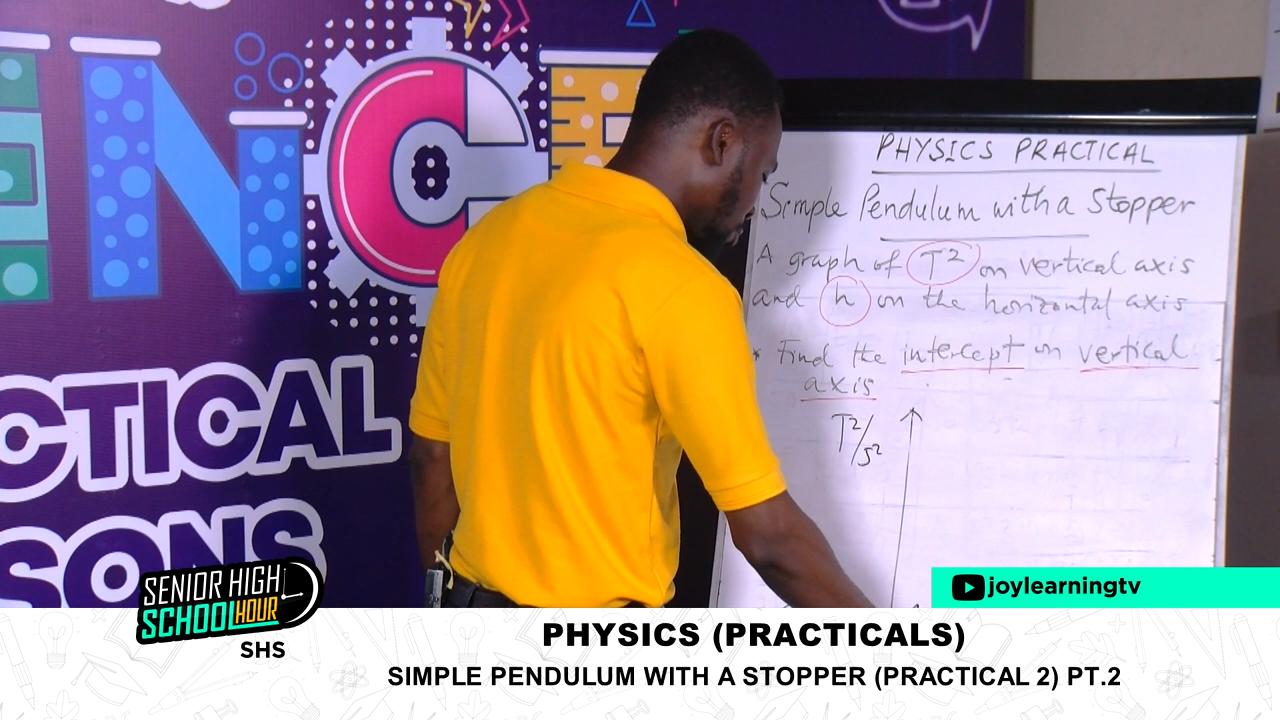 ENCE
CTICAL
SONS
PHYSICS PRACTICAL
Simple Pendulum with a Stopper
A graph of T² on vertical axis
and h on the horizontal axis
* Find the intercept on vertical
axis
T²/s²
SENIOR HIGH
SCHOOL HOUR
SHS
joylearningtv
PHYSICS (PRACTICALS)
SIMPLE PENDULUM WITH A STOPPER (PRACTICAL 2) PT.2